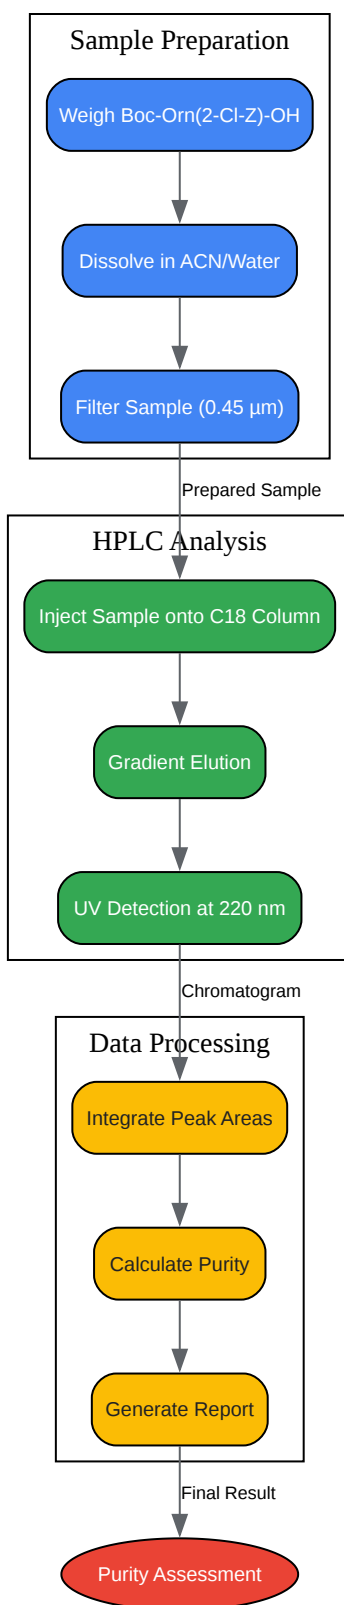 Sample Preparation
Weigh Boc-Orn(2-Cl-Z)-OH
Dissolve in ACN/Water
Filter Sample (0.45 µm)
Prepared Sample
HPLC Analysis
Inject Sample onto C18 Column
Gradient Elution
UV Detection at 220 nm
Chromatogram
Data Processing
Integrate Peak Areas
Calculate Purity
Generate Report
Final Result
Purity Assessment